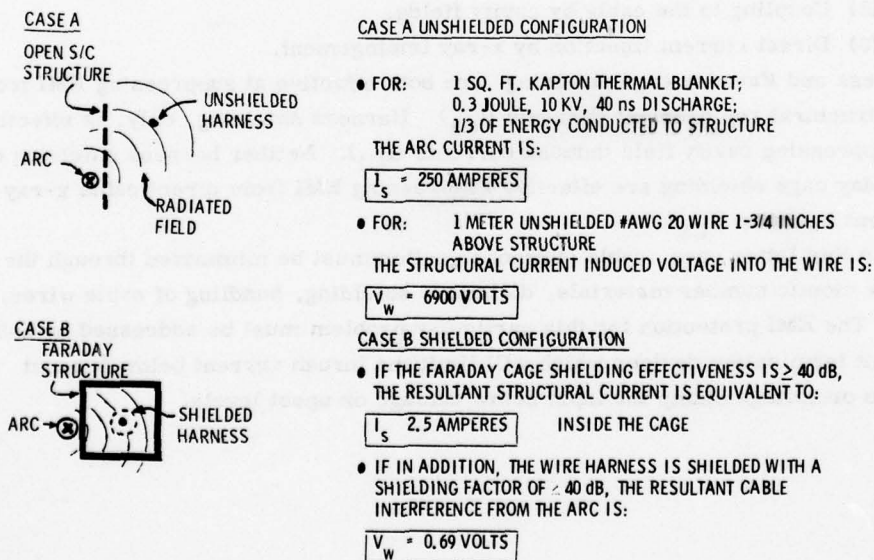 CASE A
OPEN S/C
STRUCTURE
UNSHIELDED
HARNESS
ARC
RADIATED
FIELD
CASE A UNSHIELDED CONFIGURATION
• FOR: 1 SQ. FT. KAPTON THERMAL BLANKET;
0.3 JOULE, 10 KV, 40 ns DISCHARGE;
1/3 OF ENERGY CONDUCTED TO STRUCTURE
THE ARC CURRENT IS:
I_s = 250 AMPERES
• FOR: 1 METER UNSHIELDED #AWG 20 WIRE 1-3/4 INCHES
ABOVE STRUCTURE
THE STRUCTURAL CURRENT INDUCED VOLTAGE INTO THE WIRE IS:
V_w = 6900 VOLTS
CASE B
FARADAY
STRUCTURE
ARC
SHIELDED
HARNESS
CASE B SHIELDED CONFIGURATION
• IF THE FARADAY CAGE SHIELDING EFFECTIVENESS IS ≥ 40 dB,
THE RESULTANT STRUCTURAL CURRENT IS EQUIVALENT TO:
I_s 2.5 AMPERES INSIDE THE CAGE
• IF IN ADDITION, THE WIRE HARNESS IS SHIELDED WITH A
SHIELDING FACTOR OF ≥ 40 dB, THE RESULTANT CABLE
INTERFERENCE FROM THE ARC IS:
V_w = 0.69 VOLTS